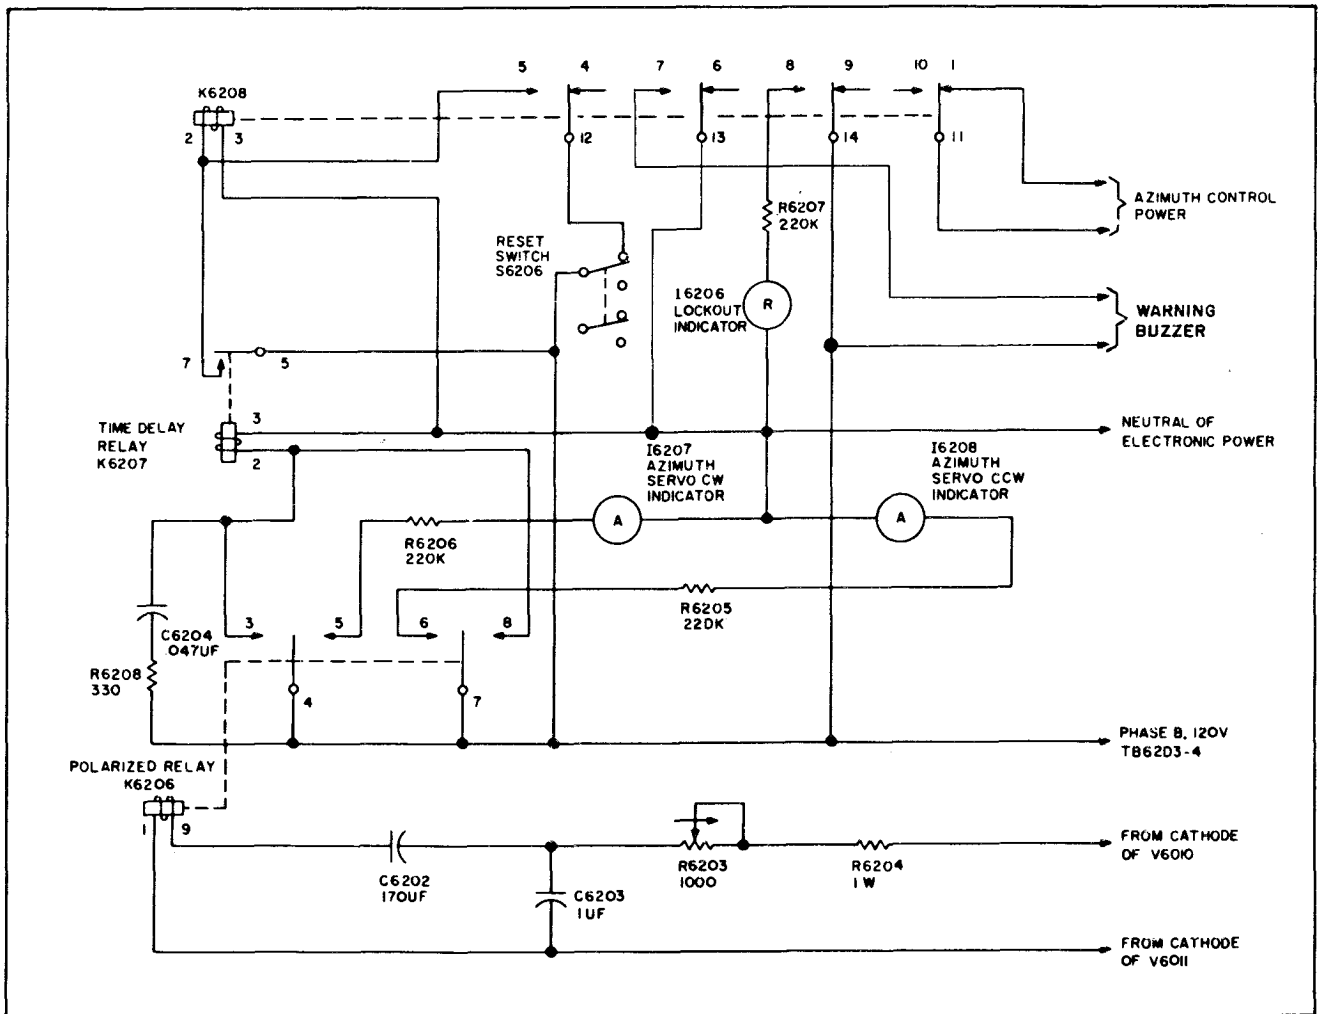 5 4 7 6 8 9 10 1
K6208
2 3
12 13 14 11
AZIMUTH CONTROL
POWER
R6207
220K
RESET
SWITCH
S6206
I6206
LOCKOUT
INDICATOR
R
WARNING
BUZZER
7 5
TIME DELAY
RELAY
K6207
3
2
NEUTRAL OF
ELECTRONIC POWER
I6207
AZIMUTH
SERVO CW
INDICATOR
I6208
AZIMUTH
SERVO CCW
INDICATOR
A
A
R6206
220K
R6205
22DK
3 5 6 8
C6204
.047UF
R6208
330
4 7
PHASE B, 120V
TB62D3-4
POLARIZED RELAY
K6206
1 9
C6202
170UF
C6203
1UF
R6203
1000
R6204
1W
FROM CATHODE
OF V6010
FROM CATHODE
OF V6011